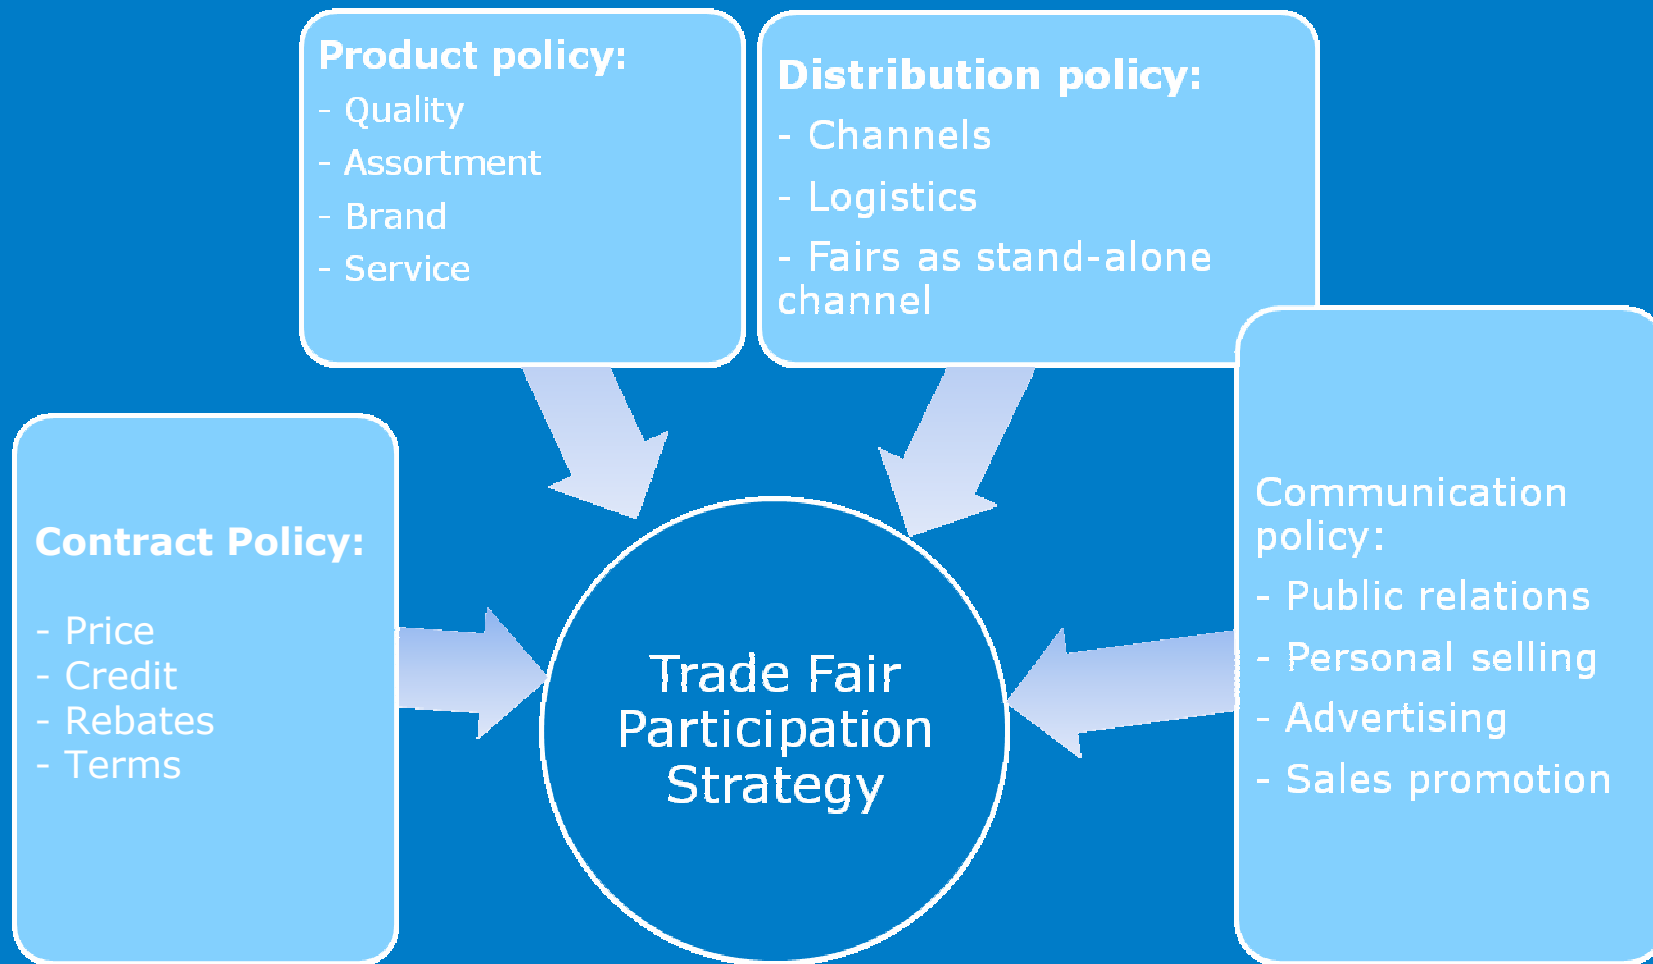 Product policy:
- Quality
- Assortment
- Brand
- Service
Distribution policy:
- Channels
- Logistics
- Fairs as stand-alone
channel
Contract Policy:
- Price
- Credit
- Rebates
- Terms
Trade Fair
Participation
Strategy
Communication
policy:
- Public relations
- Personal selling
- Advertising
- Sales promotion